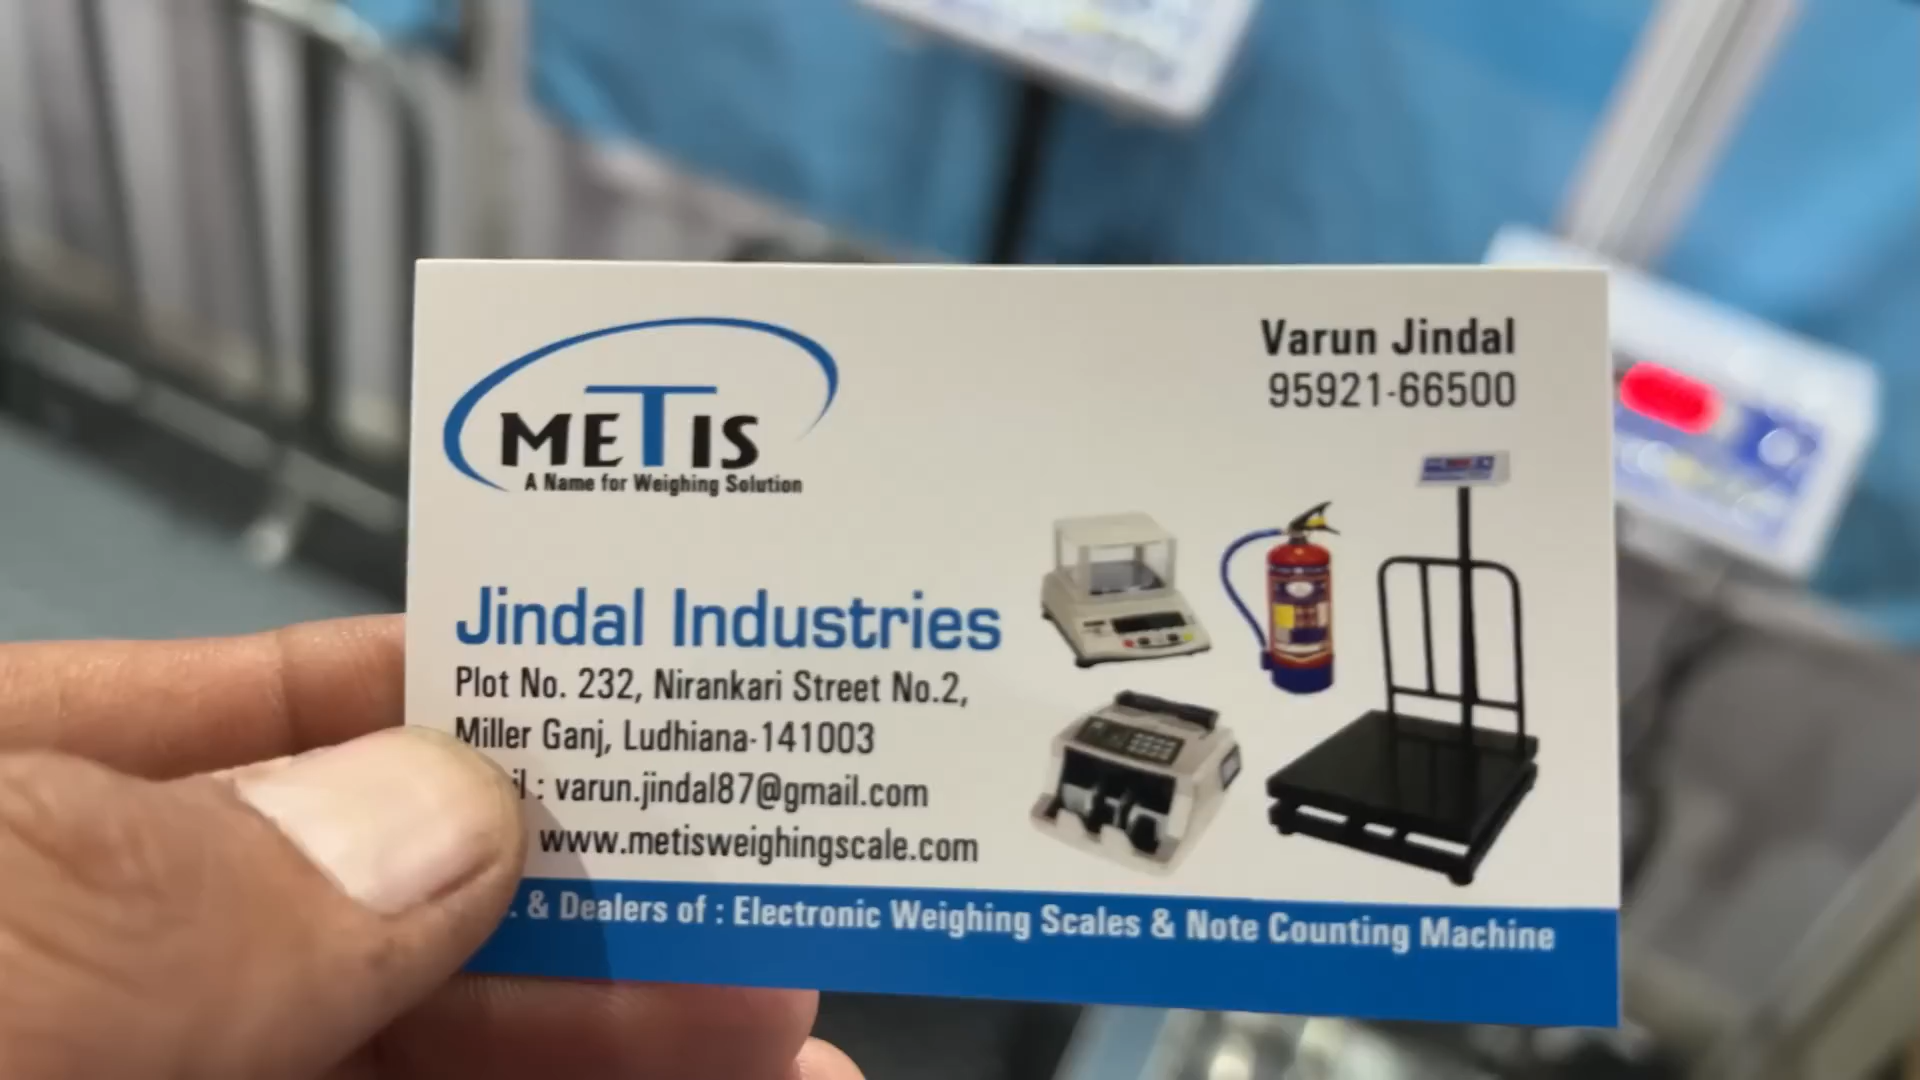 METIS
A Name for Weighing Solution
Varun Jindal
95921-66500
Jindal Industries
Plot No. 232, Nirankari Street No.2,
Miller Ganj, Ludhiana-141003
il : varun.jindal87@gmail.com
www.metisweighingscale.com
. & Dealers of : Electronic Weighing Scales & Note Counting Machine